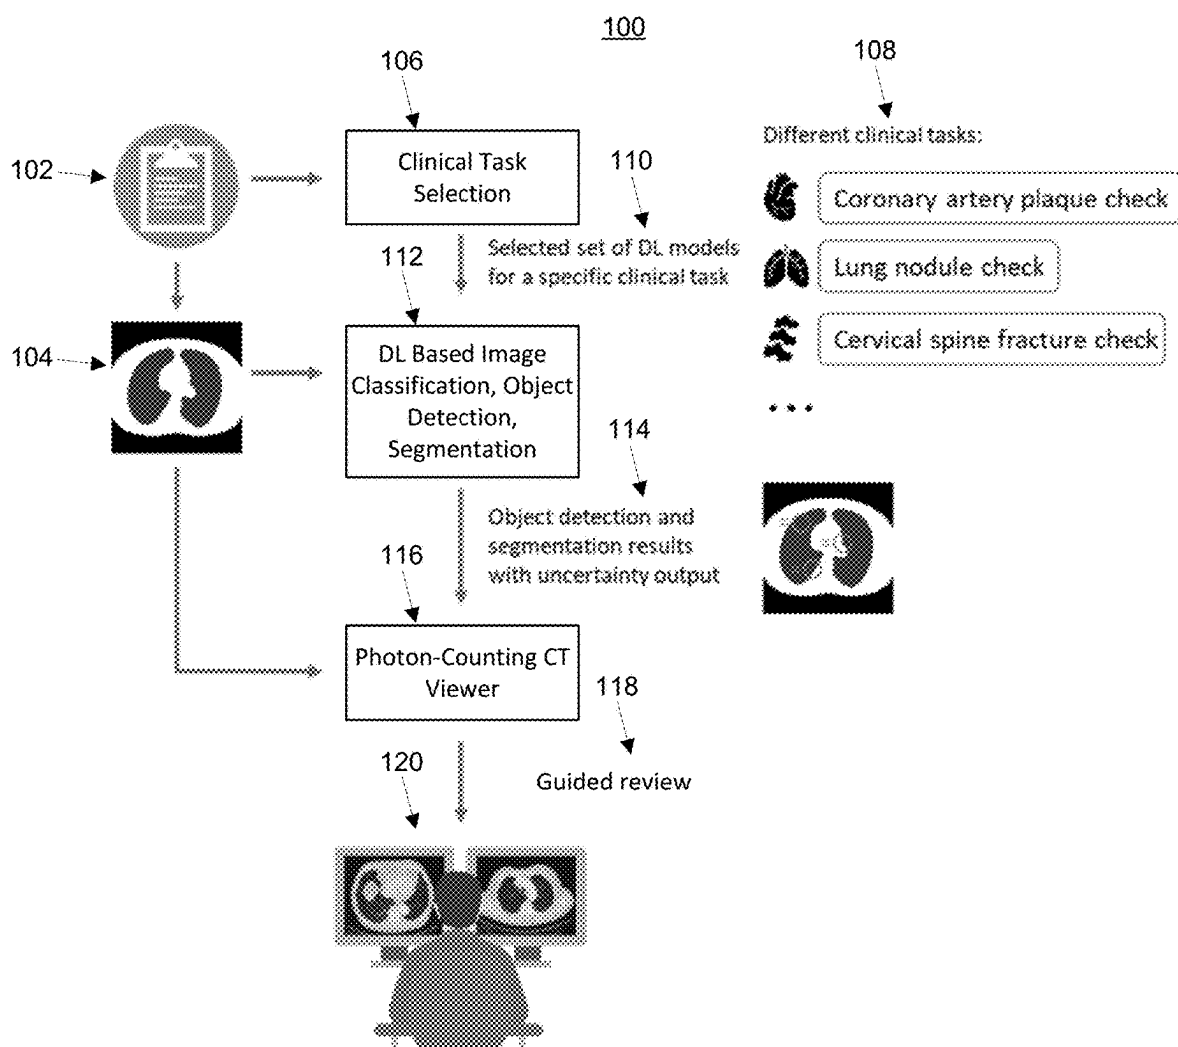 100
106
108
102
Clinical Task
Selection
110
Different clinical tasks:
Coronary artery plaque check
112
Selected set of DL models
for a specific clinical task
Lung nodule check
104
DL Based Image
Classification, Object
Detection,
Segmentation
Cervical spine fracture check
...
114
Object detection and
segmentation results
with uncertainty output
116
Photon-Counting CT
Viewer
118
120
Guided review